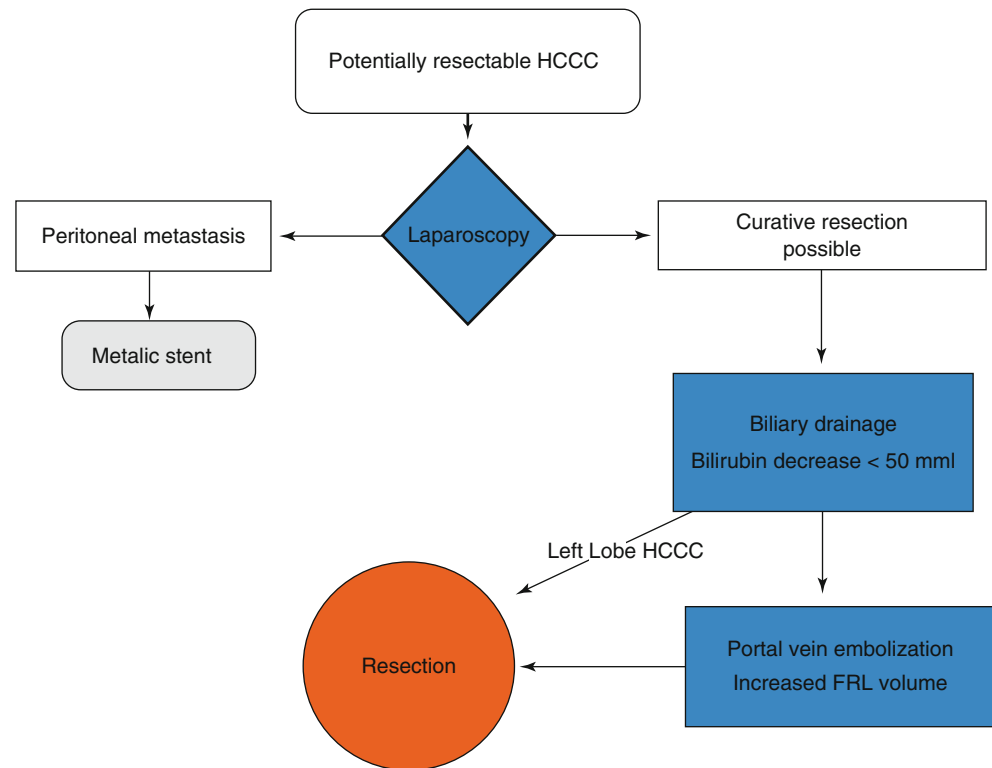 Potentially resectable HCCC
Peritoneal metastasis
Laparoscopy
Curative resection
possible
Metalic stent
Biliary drainage
Bilirubin decrease < 50 mml
Left Lobe HCCC
Resection
Portal vein embolization
Increased FRL volume